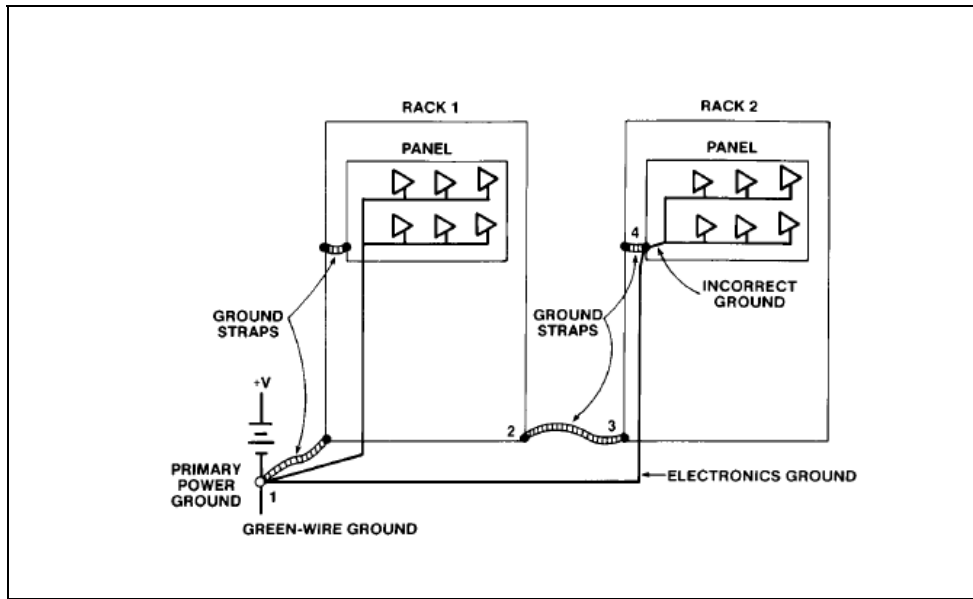 RACK 1
RACK 2
PANEL
PANEL
4
GROUND
STRAPS
GROUND
STRAPS
INCORRECT
GROUND
+V
2
3
PRIMARY
POWER
GROUND
1
ELECTRONICS GROUND
GREEN-WIRE GROUND